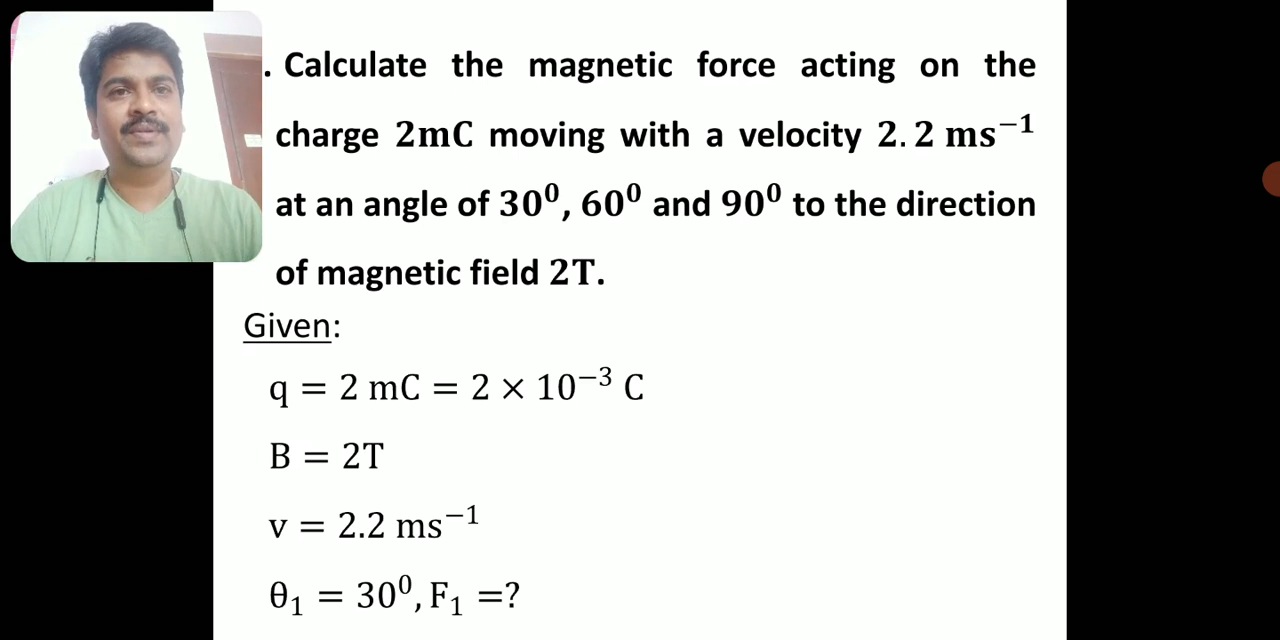 . Calculate the magnetic force acting on the
charge 2mC moving with a velocity 2.2 ms⁻¹
at an angle of 30⁰, 60⁰ and 90⁰ to the direction
of magnetic field 2T.
Given:
q = 2 mC = 2 × 10⁻³ C
B = 2T
v = 2.2 ms⁻¹
θ₁ = 30⁰, F₁ =?